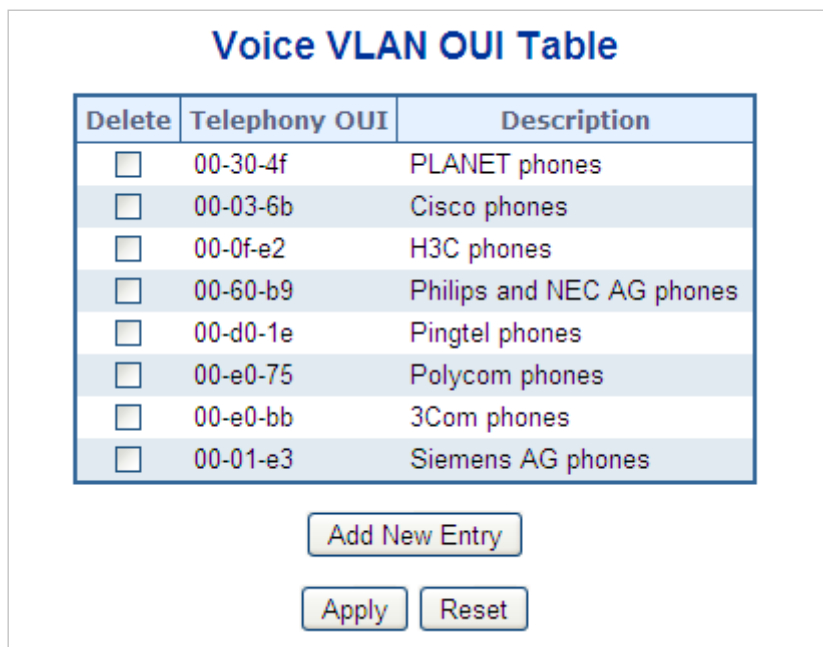 Voice VLAN OUI Table
Delete Telephony OUI Description
00-30-4f PLANET phones
00-03-6b Cisco phones
00-0f-e2 H3C phones
00-60-b9 Philips and NEC AG phones
00-d0-1e Pingtel phones
00-e0-75 Polycom phones
00-e0-bb 3Com phones
00-01-e3 Siemens AG phones
Add New Entry
Apply Reset